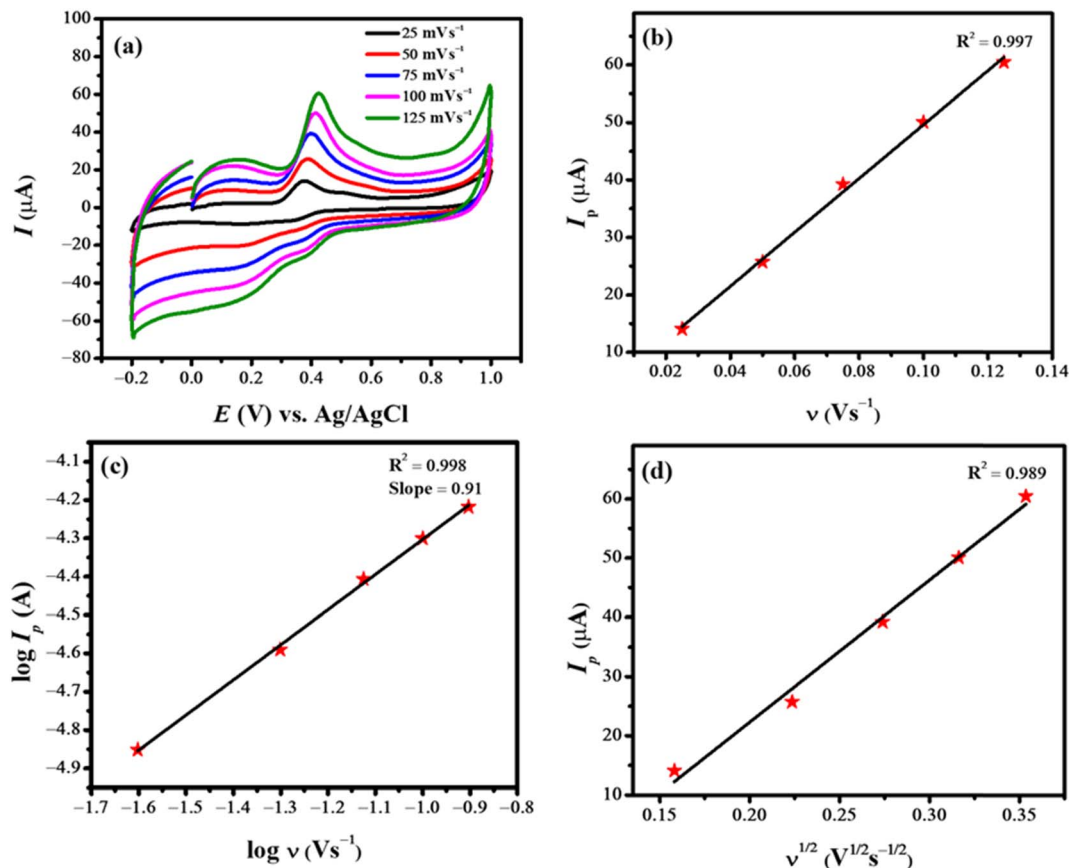 (a)
25 mVs⁻¹
50 mVs⁻¹
75 mVs⁻¹
100 mVs⁻¹
125 mVs⁻¹
100
80
60
40
20
0
−20
−40
−60
−80
−0.2 0.0 0.2 0.4 0.6 0.8 1.0
I (μA)
E (V) vs. Ag/AgCl
(b)
R² = 0.997
60
50
40
30
20
10
0.02 0.04 0.06 0.08 0.10 0.12 0.14
Iₚ (μA)
ν (Vs⁻¹)
(c)
R² = 0.998
Slope = 0.91
−4.1
−4.2
−4.3
−4.4
−4.5
−4.6
−4.7
−4.8
−4.9
−1.7 −1.6 −1.5 −1.4 −1.3 −1.2 −1.1 −1.0 −0.9 −0.8
log Iₚ (A)
log ν (Vs⁻¹)
(d)
R² = 0.989
60
50
40
30
20
10
0.15 0.20 0.25 0.30 0.35
Iₚ (μA)
ν¹ᐟ² (V¹ᐟ²s⁻¹ᐟ²)